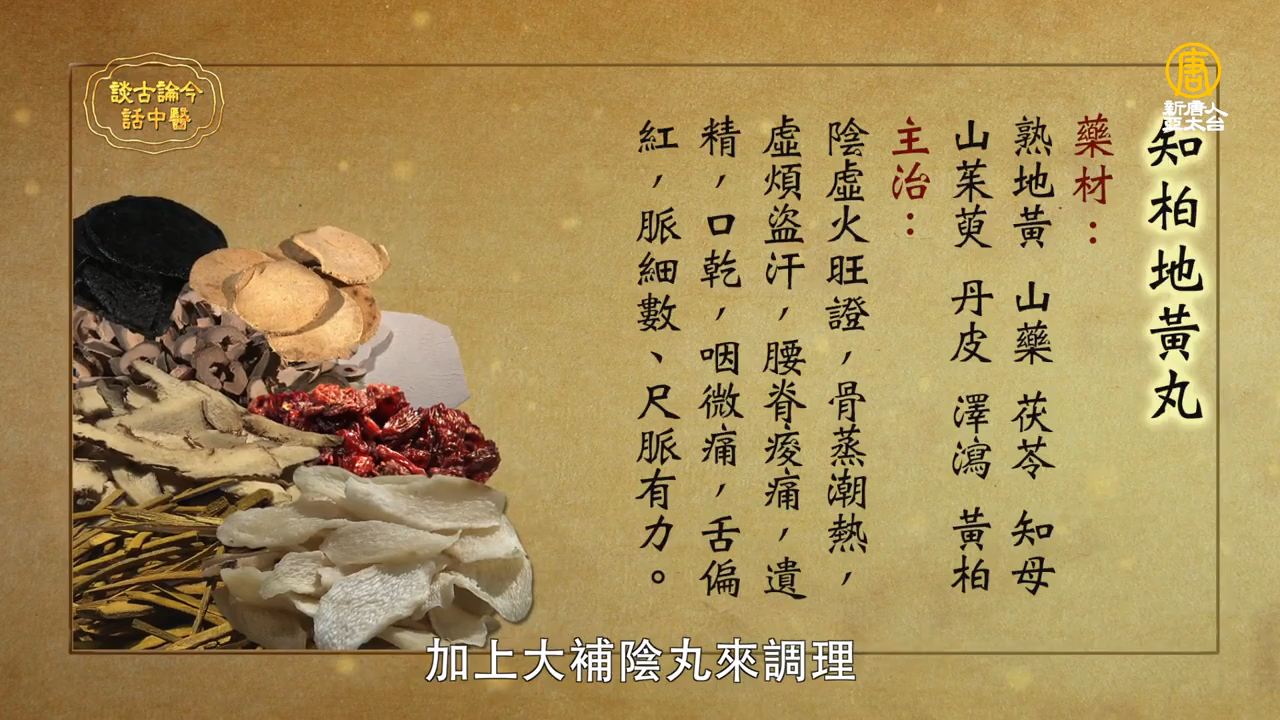 談古論今
話中醫
唐
新唐人
亞太台
知柏地黃丸
藥材：
熟地黃 山藥 茯苓 知母
山茱萸 丹皮 澤瀉 黃柏
主治：
陰虛火旺證，骨蒸潮熱，
虛煩盜汗，腰脊痠痛，遺
精，口乾，咽微痛，舌偏
紅，脈細數、尺脈有力。
加上大補陰丸來調理